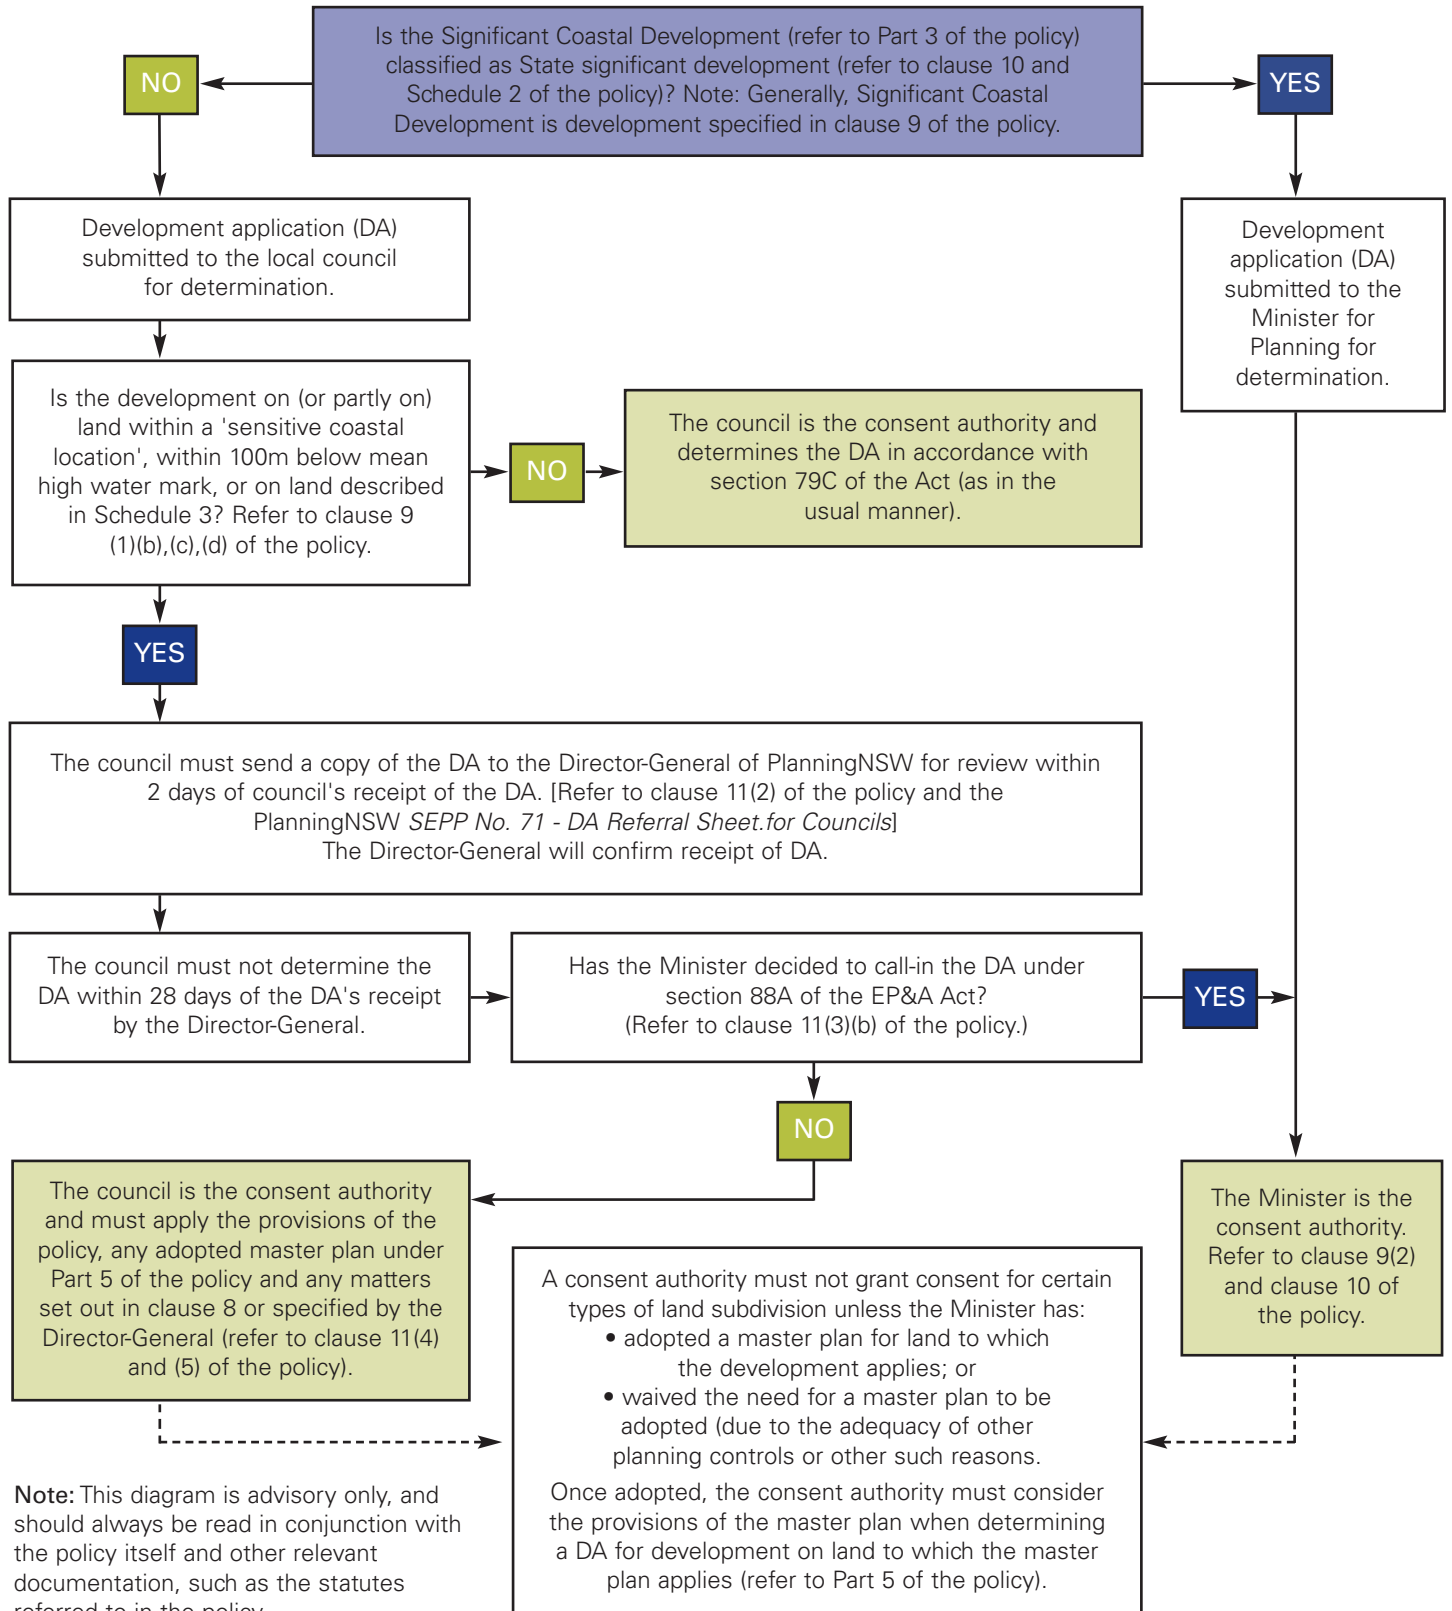 Is the Significant Coastal Development (refer to Part 3 of the policy)
classified as State significant development (refer to clause 10 and
Schedule 2 of the policy)? Note: Generally, Significant Coastal
Development is development specified in clause 9 of the policy.
NO
YES
Development application (DA)
submitted to the local council
for determination.
Development
application (DA)
submitted to the
Minister for
Planning for
determination.
Is the development on (or partly on)
land within a 'sensitive coastal
location', within 100m below mean
high water mark, or on land described
in Schedule 3? Refer to clause 9
(1)(b),(c),(d) of the policy.
NO
The council is the consent authority and
determines the DA in accordance with
section 79C of the Act (as in the
usual manner).
YES
The council must send a copy of the DA to the Director-General of PlanningNSW for review within
2 days of council's receipt of the DA. [Refer to clause 11(2) of the policy and the
PlanningNSW SEPP No. 71 - DA Referral Sheet.for Councils]
The Director-General will confirm receipt of DA.
The council must not determine the
DA within 28 days of the DA's receipt
by the Director-General.
Has the Minister decided to call-in the DA under
section 88A of the EP&A Act?
(Refer to clause 11(3)(b) of the policy.)
YES
NO
The council is the consent authority
and must apply the provisions of the
policy, any adopted master plan under
Part 5 of the policy and any matters
set out in clause 8 or specified by the
Director-General (refer to clause 11(4)
and (5) of the policy).
The Minister is the
consent authority.
Refer to clause 9(2)
and clause 10 of
the policy.
A consent authority must not grant consent for certain
types of land subdivision unless the Minister has:
• adopted a master plan for land to which
the development applies; or
• waived the need for a master plan to be
adopted (due to the adequacy of other
planning controls or other such reasons.
Once adopted, the consent authority must consider
the provisions of the master plan when determining
a DA for development on land to which the master
plan applies (refer to Part 5 of the policy).
Note: This diagram is advisory only, and
should always be read in conjunction with
the policy itself and other relevant
documentation, such as the statutes
referred to in the policy